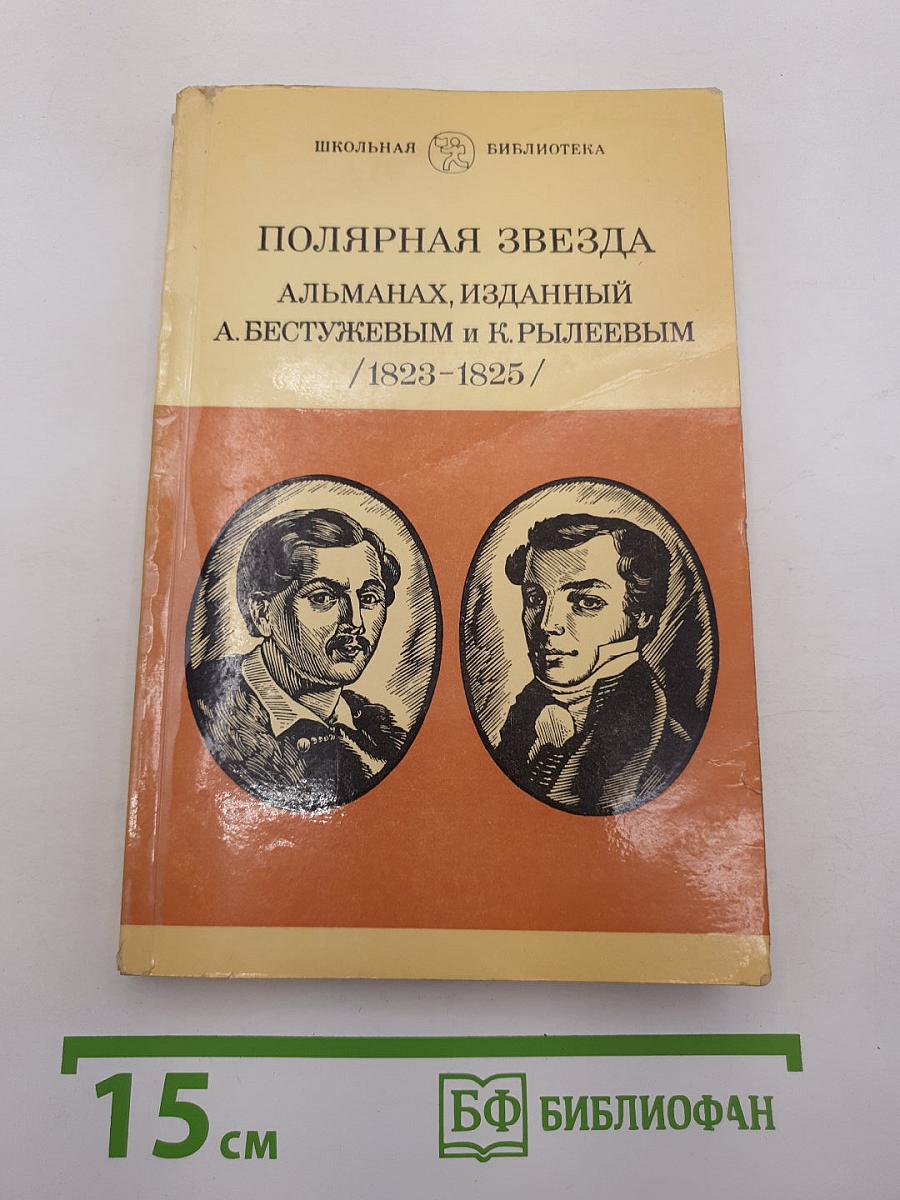 ШКОЛЬНАЯ БИБЛИОТЕКА
ПОЛЯРНАЯ ЗВЕЗДА
АЛЬМАНАХ, ИЗДАННЫЙ
А. БЕСТУЖЕВЫМ и К. РЫЛЕЕВЫМ
/1823-1825/
15 см
БФ БИБЛИОФАН